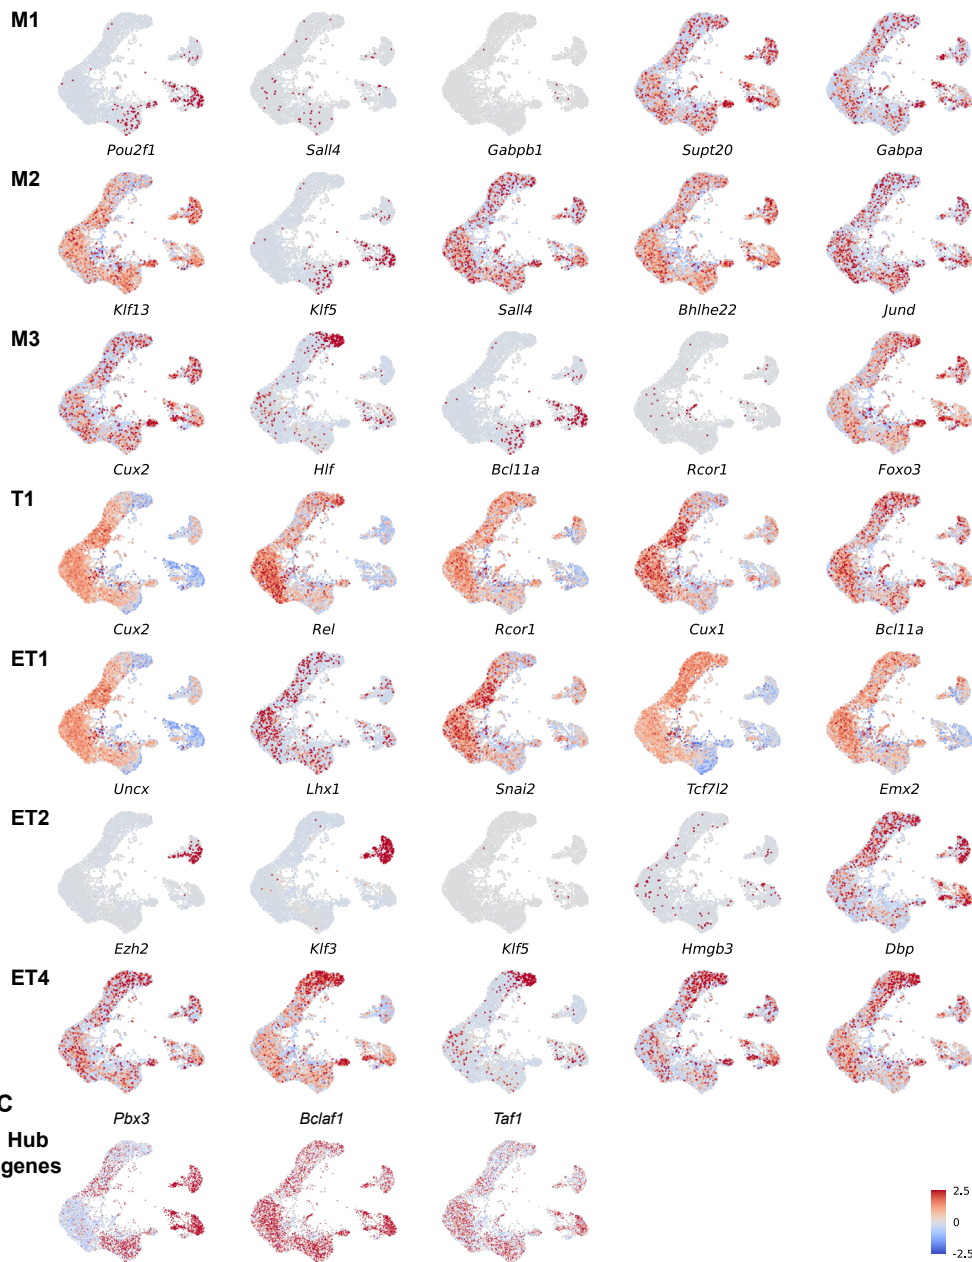 M1
Pou2f1 Sall4 Gabpb1 Supt20 Gabpa
M2
Klf13 Klf5 Sall4 Bhlhe22 Jund
M3
Cux2 Hlf Bcl11a Rcor1 Foxo3
T1
Cux2 Rel Rcor1 Cux1 Bcl11a
ET1
Uncx Lhx1 Snai2 Tcf7l2 Emx2
ET2
Ezh2 Klf3 Klf5 Hmgb3 Dbp
ET4
C
Pbx3 Bclaf1 Taf1
Hub
genes
2.5
0
-2.5